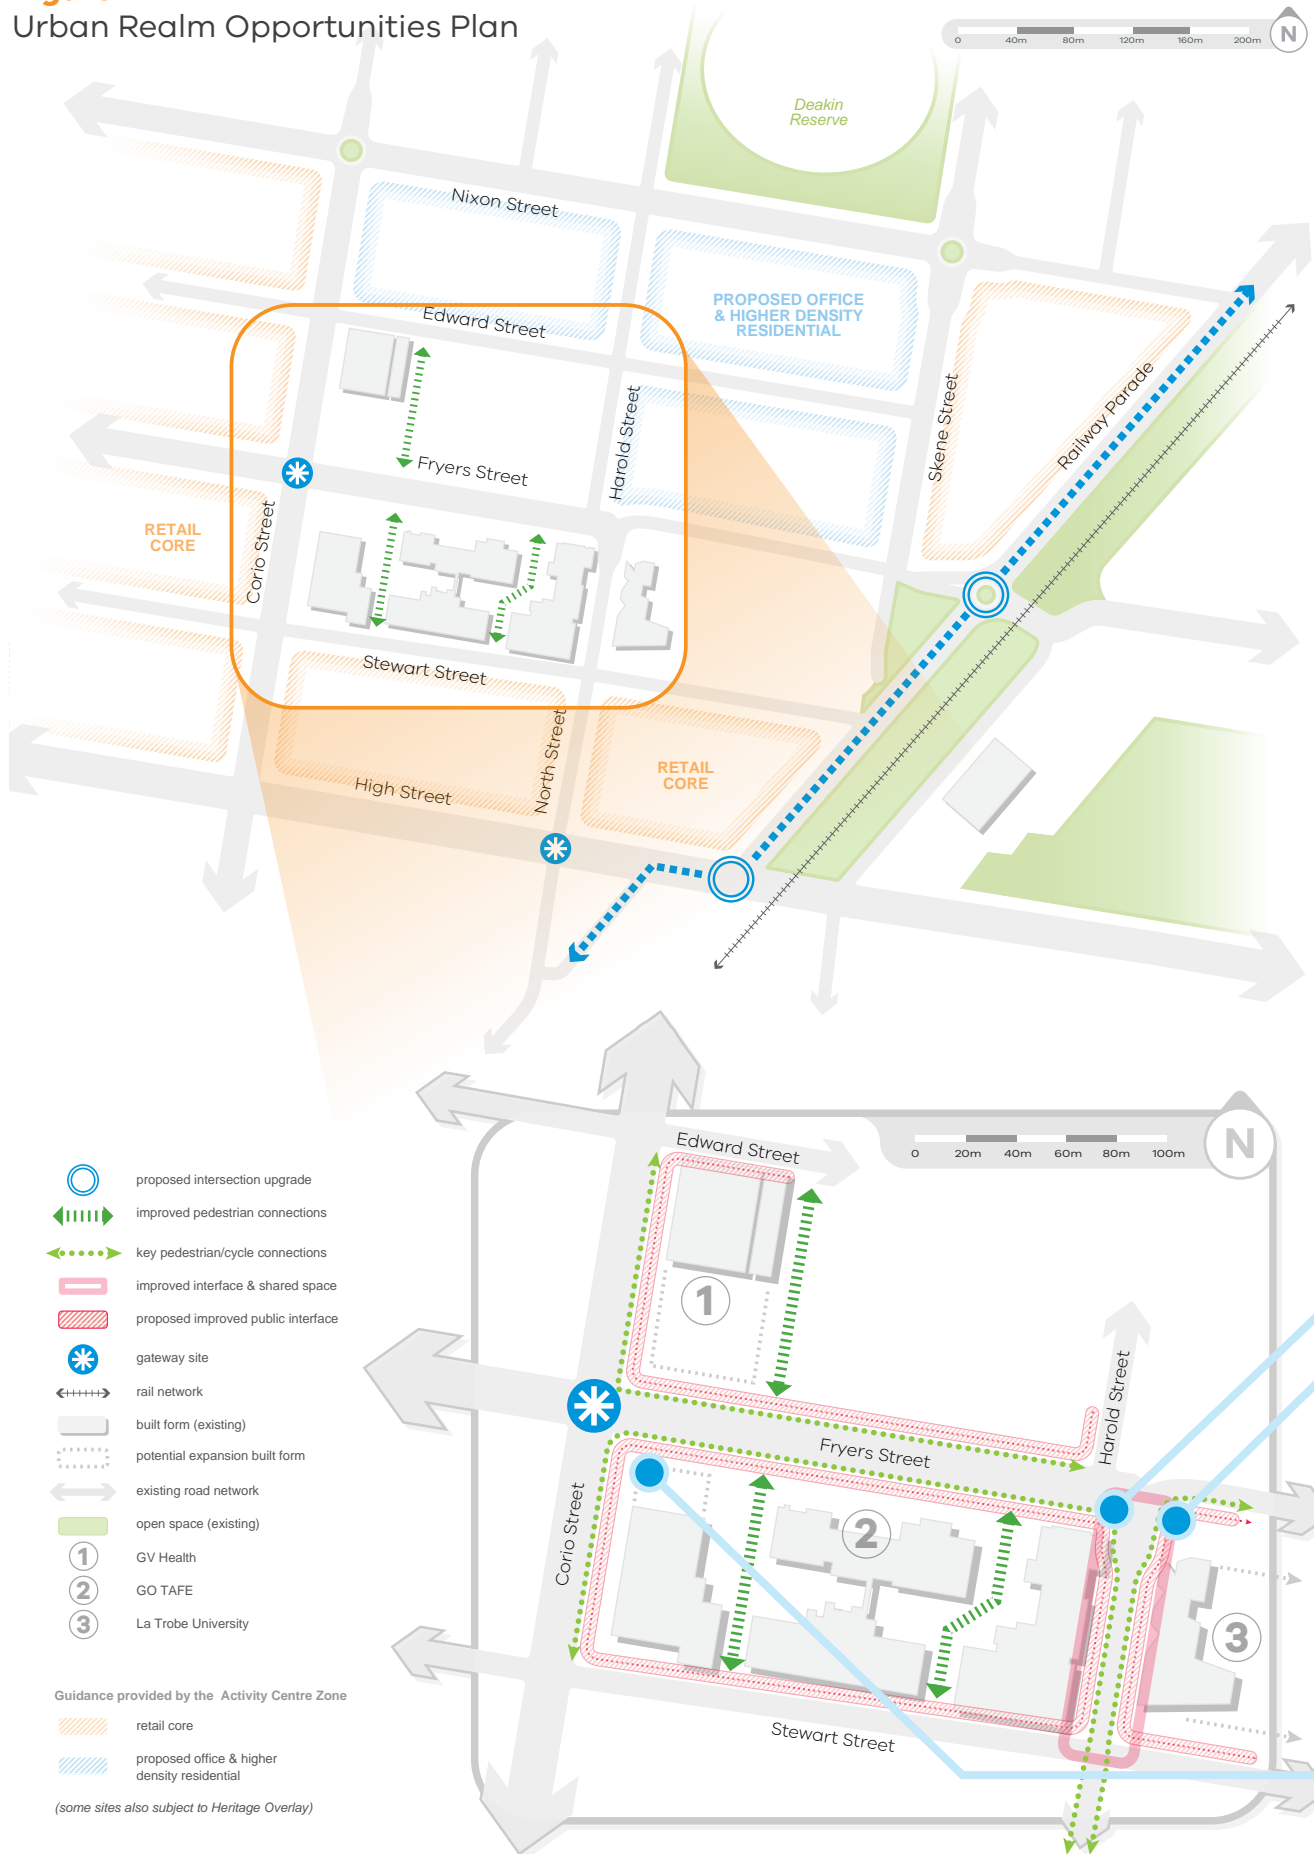 Urban Realm Opportunities Plan
0 40m 80m 120m 160m 200m
N
Deakin
Reserve
Nixon Street
PROPOSED OFFICE
& HIGHER DENSITY
RESIDENTIAL
Edward Street
Harold Street
Skene Street
Railway Parade
Fryers Street
RETAIL
CORE
Corio Street
Stewart Street
North Street
RETAIL
CORE
High Street
Edward Street
0 20m 40m 60m 80m 100m
N
1
Harold Street
Fryers Street
2
Corio Street
3
Stewart Street
proposed intersection upgrade
improved pedestrian connections
key pedestrian/cycle connections
improved interface & shared space
proposed improved public interface
gateway site
rail network
built form (existing)
potential expansion built form
existing road network
open space (existing)
1 GV Health
2 GO TAFE
3 La Trobe University
Guidance provided by the Activity Centre Zone
retail core
proposed office & higher
density residential
(some sites also subject to Heritage Overlay)